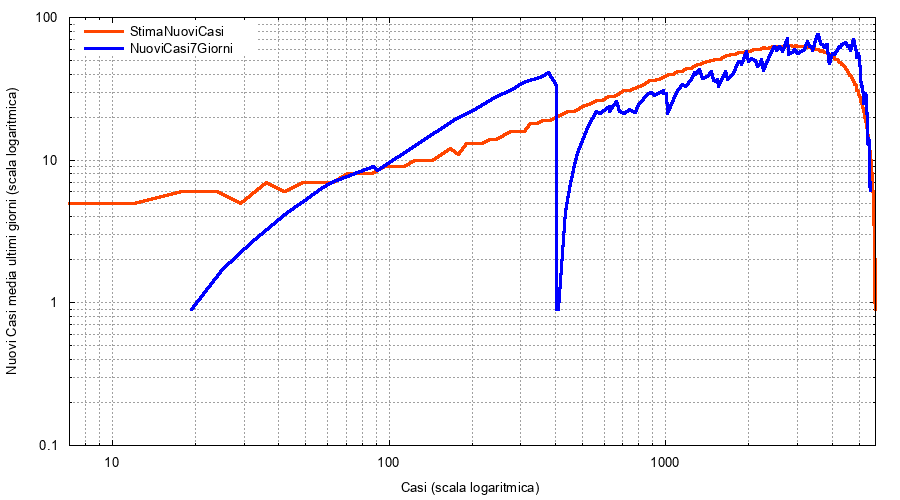 100
StimaNuoviCasi
NuoviCasi7Giorni
10
1
0.1
10
100
1000
Nuovi Casi media ultimi giorni (scala logaritmica)
Casi (scala logaritmica)